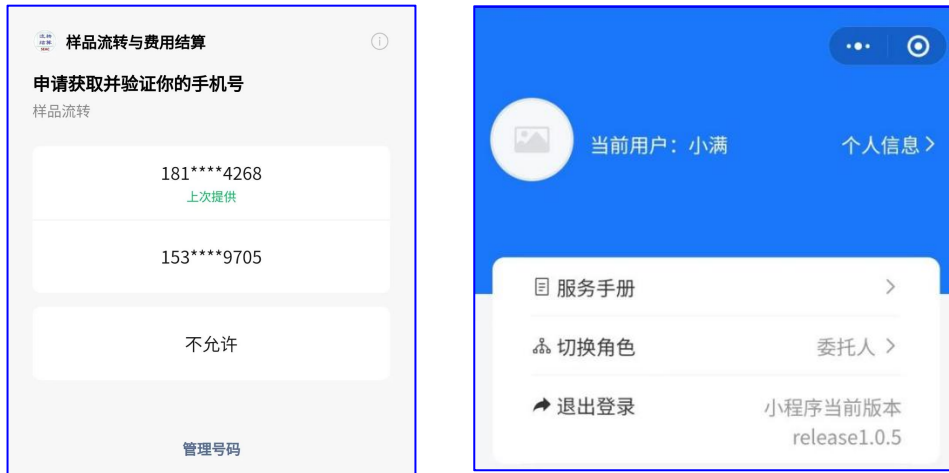 样品流转与费用结算
申请获取并验证你的手机号
样品流转
181****4268
上次提供
153****9705
不允许
管理号码
当前用户：小满
个人信息
服务手册
切换角色
委托人
退出登录
小程序当前版本
release1.0.5